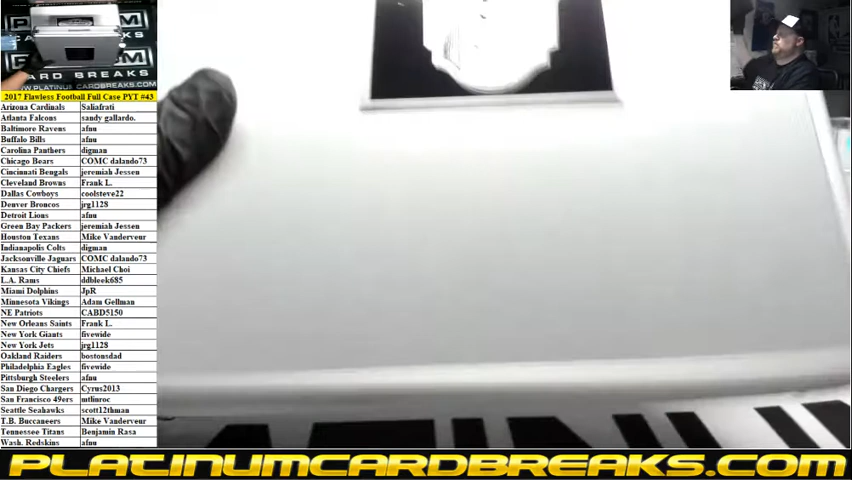 CARD BREAKS
WWW.PLATINUMCARDBREAKS.COM
2017 Flawless Football Full Case PYT #43
Arizona Cardinals Saliafrati
Atlanta Falcons sandy gallardo.
Baltimore Ravens afnu
Buffalo Bills afnu
Carolina Panthers digman
Chicago Bears COMC dalando73
Cincinnati Bengals jeremiah Jessen
Cleveland Browns Frank L.
Dallas Cowboys coolsteve22
Denver Broncos jrg1128
Detroit Lions afnu
Green Bay Packers jeremiah Jessen
Houston Texans Mike Vanderveur
Indianapolis Colts digman
Jacksonville Jaguars COMC dalando73
Kansas City Chiefs Michael Choi
L.A. Rams ddbleek685
Miami Dolphins JpR
Minnesota Vikings Adam Gellman
NE Patriots CABD5150
New Orleans Saints Frank L.
New York Giants fivewide
New York Jets jrg1128
Oakland Raiders bostonsdad
Philadelphia Eagles fivewide
Pittsburgh Steelers afnu
San Diego Chargers Cyrus2013
San Francisco 49ers mtlinroc
Seattle Seahawks scott12thman
T.B. Buccaneers Mike Vanderveur
Tennessee Titans Benjamin Rasa
Wash. Redskins afnu
PLATINUMCARDBREAKS.COM